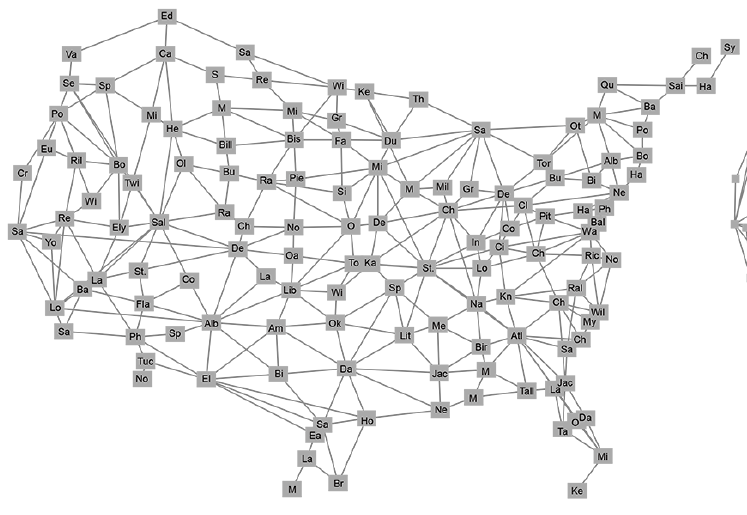 Ed
Sy
Va
Ca
Sa
Ch
S
Re
Se
Sp
Wi
Ke
Th
Qu
Sai
Ha
M
Mi
Ba
Po
Mi
He
Gr
Sa
Ot
M
Po
Bis
Fa
Du
Eu
Bill
Ril
Bo
Ol
Mi
Tor
Alb
Bo
Cr
Twi
Bu
Ra
Pie
Si
M
Mil
Gr
De
Bu
Bi
Ha
Ne
Wi
Ra
Ch
Cl
Pit
Ha
Ph
Re
Sal
Ely
Ch
No
O
De
Co
Bal
Sa
Yo
De
In
Cl
Wa
Oa
To
Ka
St.
Lo
Ch
Ric
No
La
St.
Co
La
Ba
Lib
Wi
Sp
Kn
Ral
Lo
Fla
Na
Ch
Wil
Sa
Ph
Sp
Alb
Am
Ok
Lit
Me
Atl
My
Ch
Bir
Sa
Tuc
No
El
Bi
Da
Jac
M
Tall
La
Jac
M
Ne
Sa
Ho
O
Da
Ea
Ta
La
Mi
M
Br
Ke